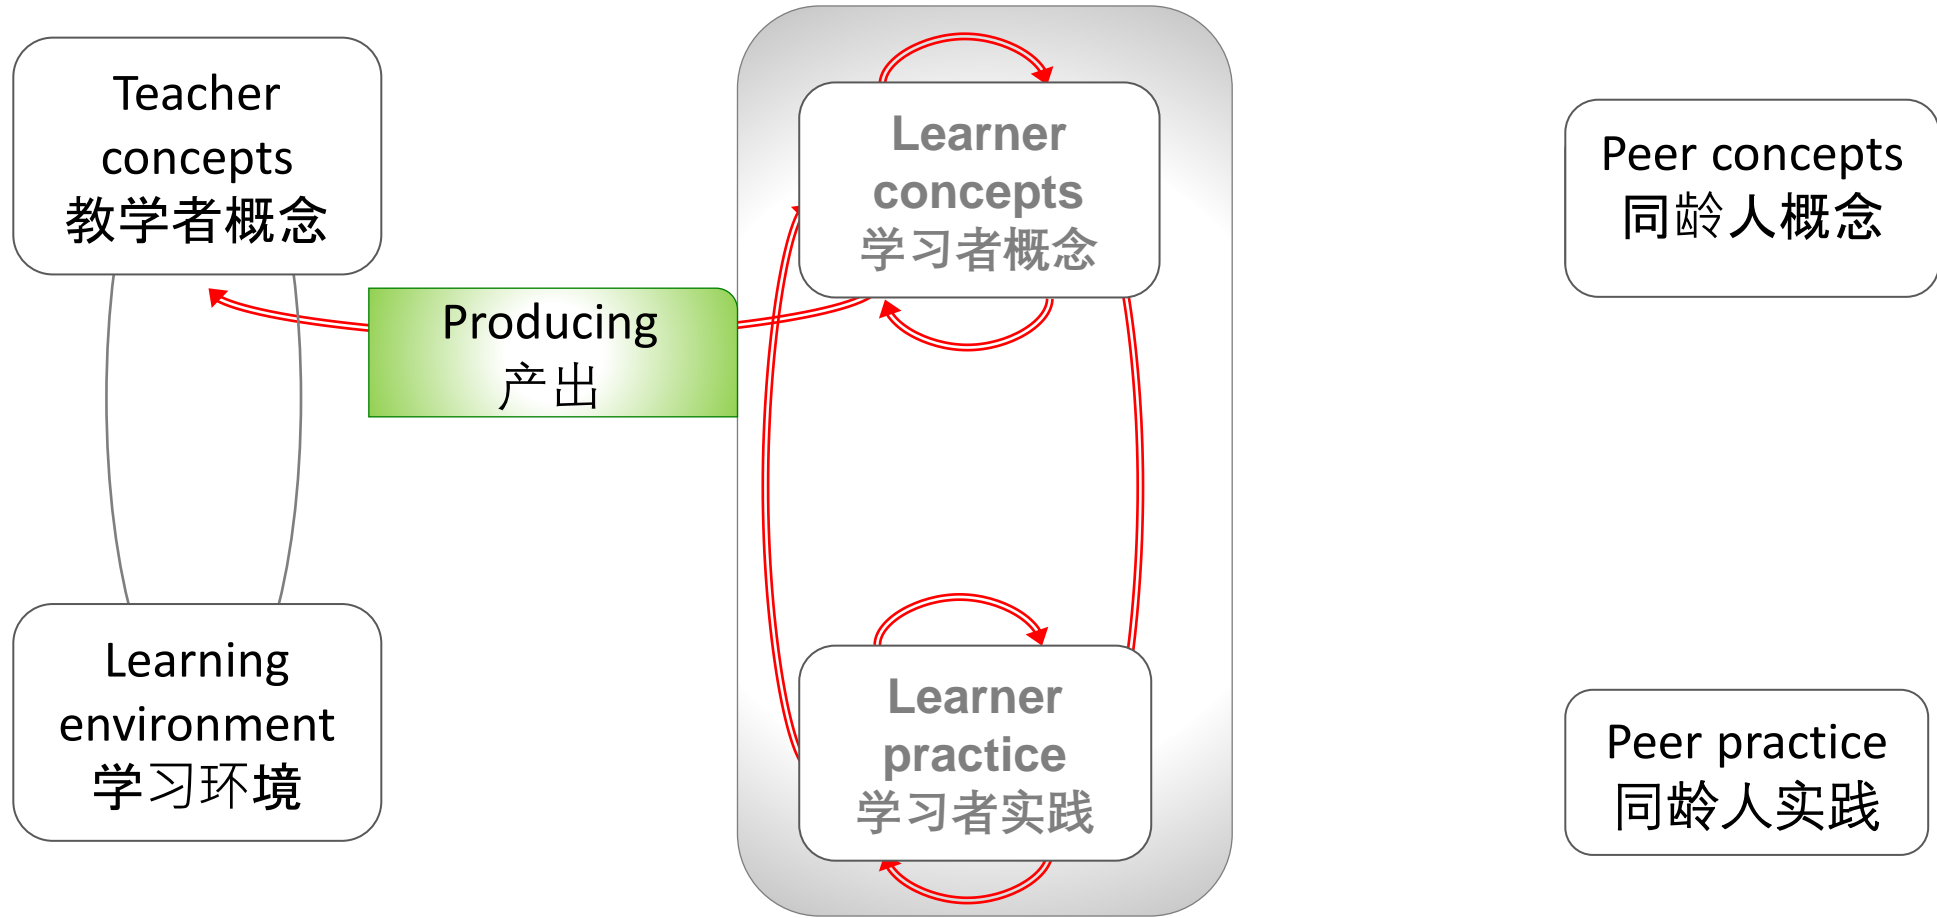 Teacher
concepts
教学者概念
Learner
concepts
学习者概念
Peer concepts
同龄人概念
Producing
产出
Learning
environment
学习环境
Learner
practice
学习者实践
Peer practice
同龄人实践